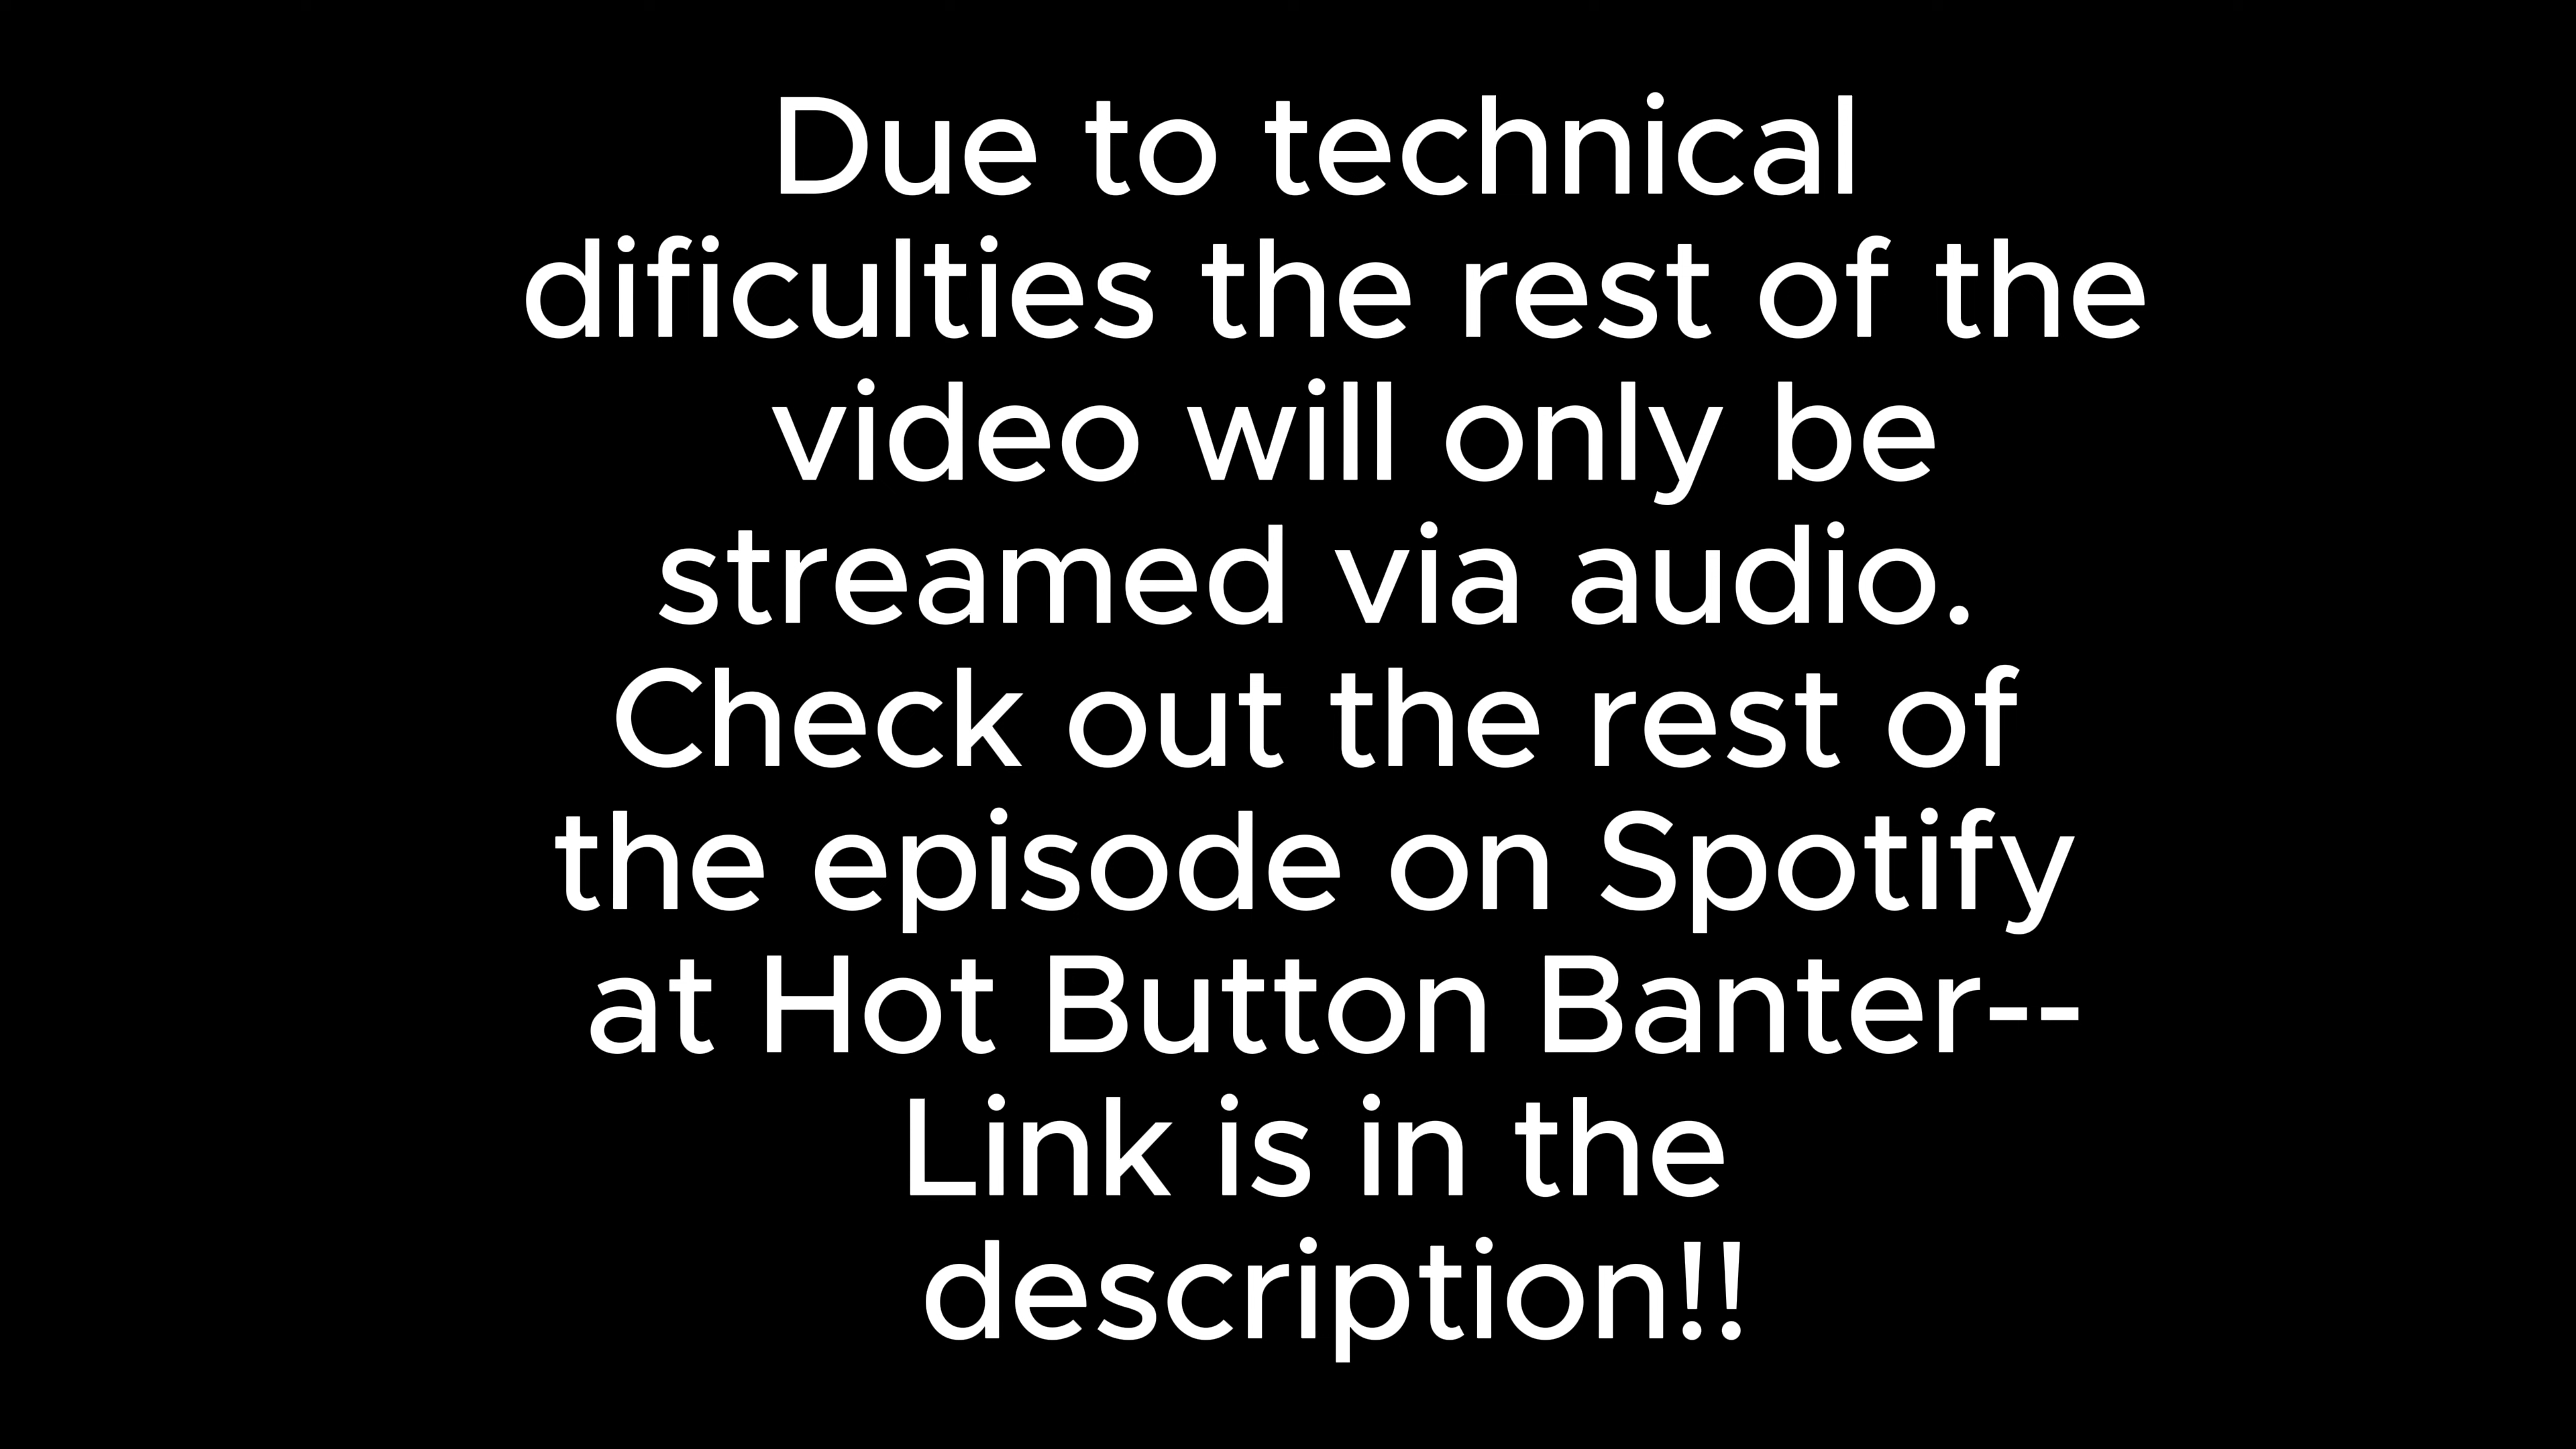 Due to technical
dificulties the rest of the
video will only be
streamed via audio.
Check out the rest of
the episode on Spotify
at Hot Button Banter--
Link is in the
description!!